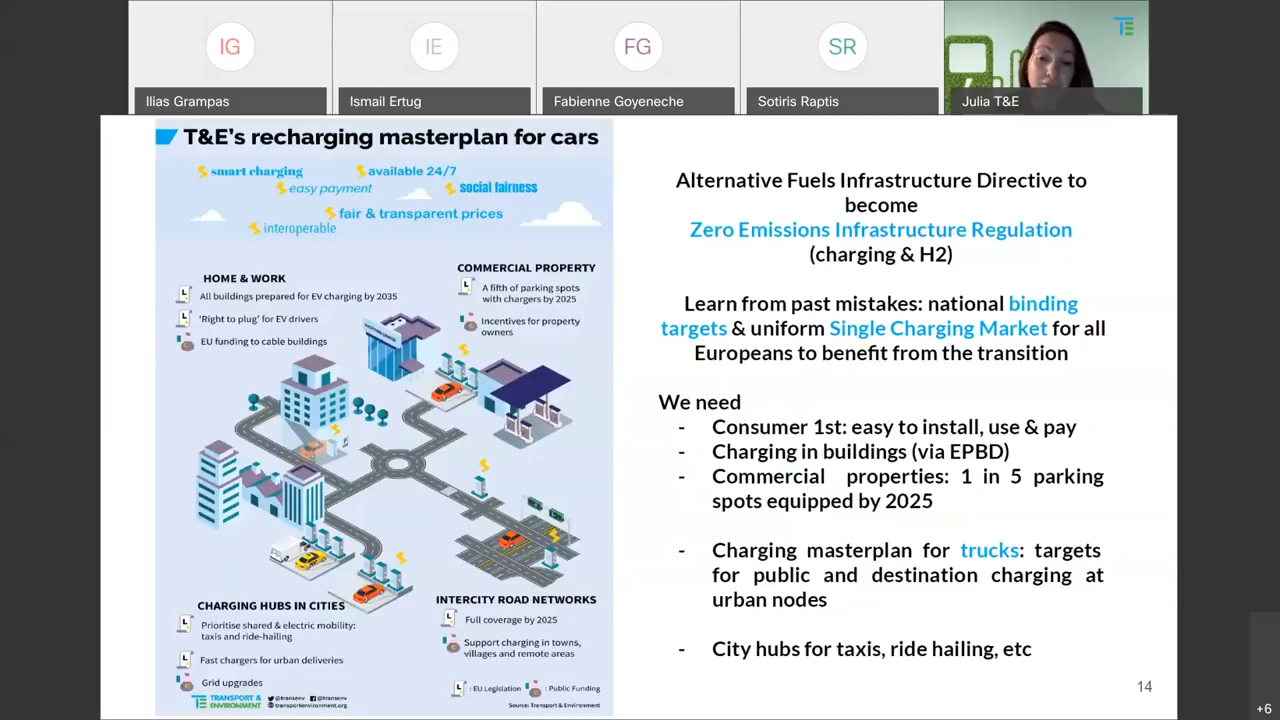 IG
IE
FG
SR
TE
Ilias Grampas
Ismail Ertug
Fabienne Goyeneche
Sotiris Raptis
Julia T&E
T&E's recharging masterplan for cars
smart charging
available 24/7
easy payment
social fairness
fair & transparent prices
interoperable
HOME & WORK
All buildings prepared for EV charging by 2035
'Right to plug' for EV drivers
EU funding to cable buildings
COMMERCIAL PROPERTY
A fifth of parking spots
with chargers by 2025
Incentives for property
owners
CHARGING HUBS IN CITIES
Prioritise shared & electric mobility:
taxis and ride-hailing
Fast chargers for urban deliveries
Grid upgrades
INTERCITY ROAD NETWORKS
Full coverage by 2025
Support charging in towns,
villages and remote areas
: EU Legislation
: Public Funding
TE TRANSPORT &
ENVIRONMENT
@transenv @transenv
transportenvironment.org
Source: Transport & Environment
Alternative Fuels Infrastructure Directive to
become
Zero Emissions Infrastructure Regulation
(charging & H2)
Learn from past mistakes: national binding
targets & uniform Single Charging Market for all
Europeans to benefit from the transition
We need
- Consumer 1st: easy to install, use & pay
- Charging in buildings (via EPBD)
- Commercial properties: 1 in 5 parking
spots equipped by 2025
- Charging masterplan for trucks: targets
for public and destination charging at
urban nodes
- City hubs for taxis, ride hailing, etc
14
+6